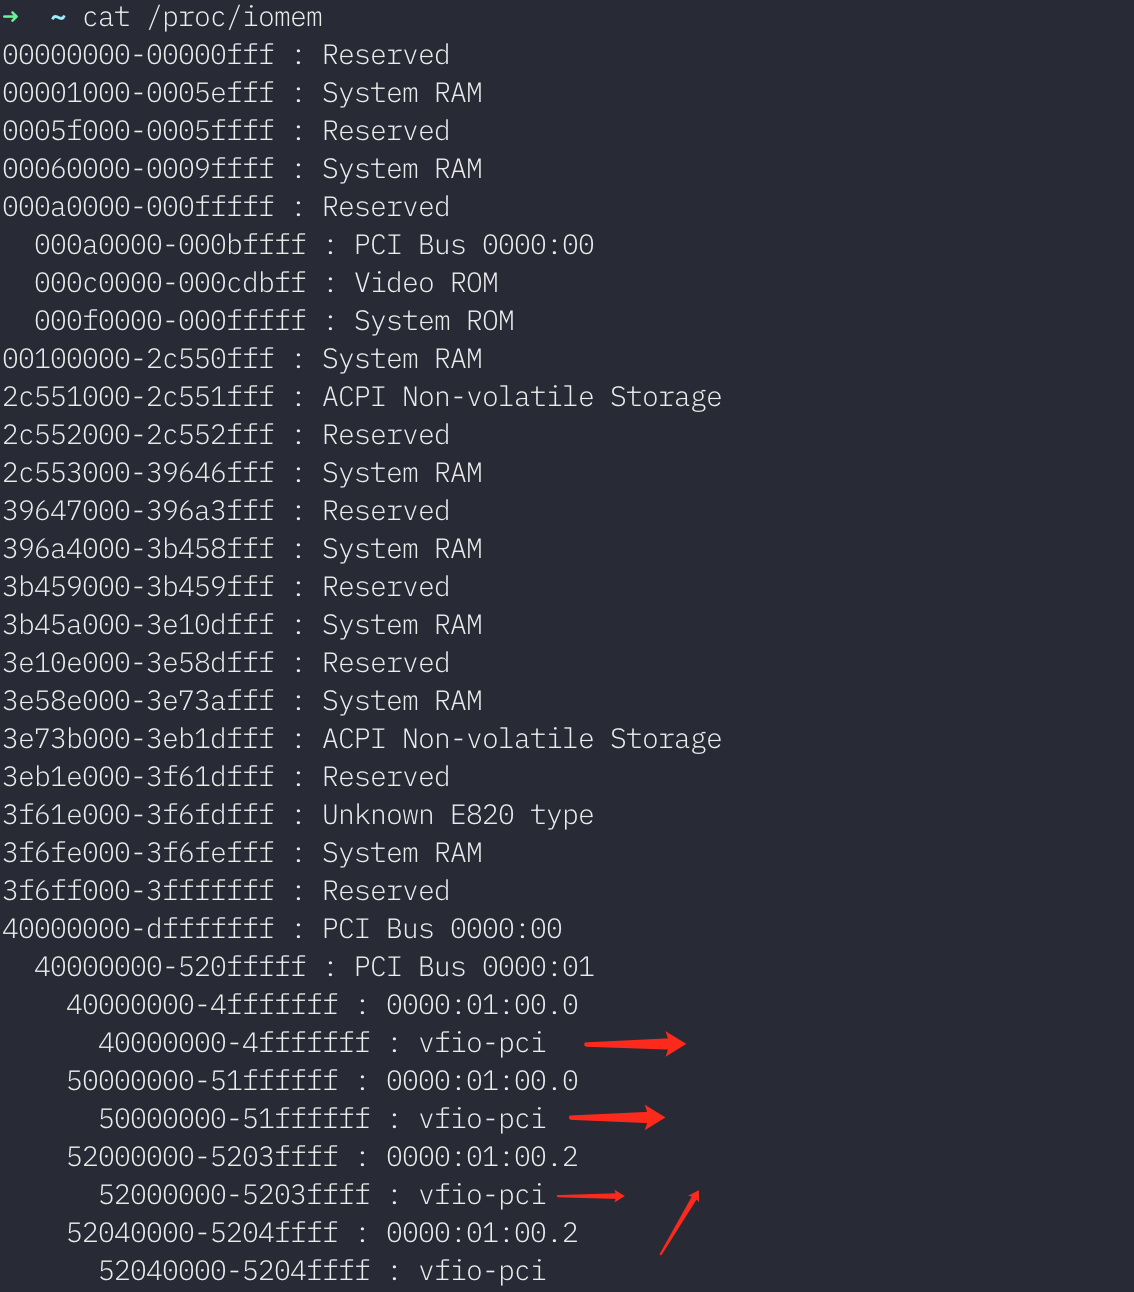 ➜  ~ cat /proc/iomem
00000000-00000fff : Reserved
00001000-0005efff : System RAM
0005f000-0005ffff : Reserved
00060000-0009ffff : System RAM
000a0000-000fffff : Reserved
  000a0000-000bffff : PCI Bus 0000:00
  000c0000-000cdbff : Video ROM
  000f0000-000fffff : System ROM
00100000-2c550fff : System RAM
2c551000-2c551fff : ACPI Non-volatile Storage
2c552000-2c552fff : Reserved
2c553000-39646fff : System RAM
39647000-396a3fff : Reserved
396a4000-3b458fff : System RAM
3b459000-3b459fff : Reserved
3b45a000-3e10dfff : System RAM
3e10e000-3e58dfff : Reserved
3e58e000-3e73afff : System RAM
3e73b000-3eb1dfff : ACPI Non-volatile Storage
3eb1e000-3f61dfff : Reserved
3f61e000-3f6fdfff : Unknown E820 type
3f6fe000-3f6fefff : System RAM
3f6ff000-3fffffff : Reserved
40000000-dfffffff : PCI Bus 0000:00
  40000000-520fffff : PCI Bus 0000:01
    40000000-4fffffff : 0000:01:00.0
      40000000-4fffffff : vfio-pci
    50000000-51ffffff : 0000:01:00.0
      50000000-51ffffff : vfio-pci
    52000000-5203ffff : 0000:01:00.2
      52000000-5203ffff : vfio-pci
    52040000-5204ffff : 0000:01:00.2
      52040000-5204ffff : vfio-pci